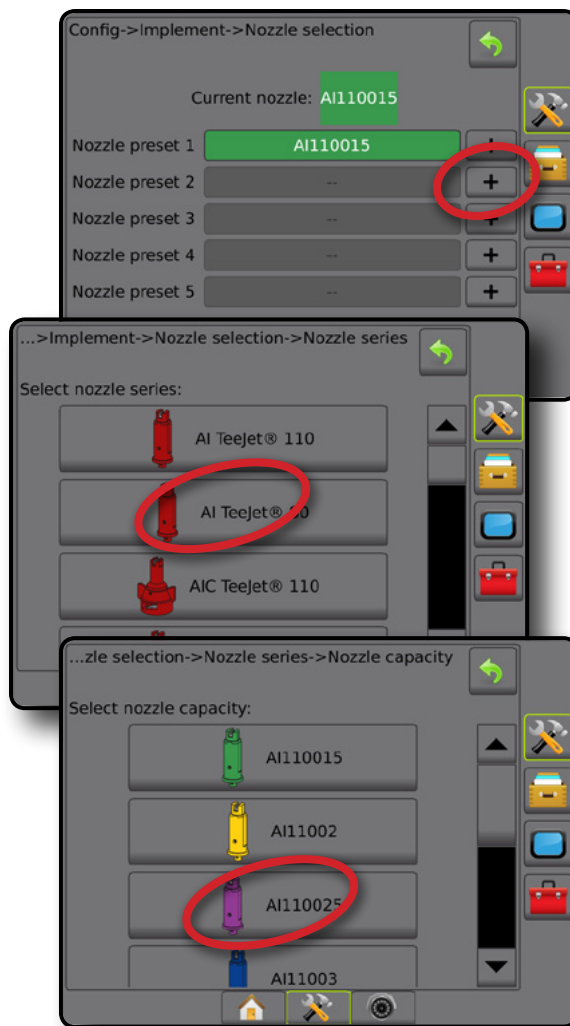 Config->Implement->Nozzle selection
Current nozzle: AI110015
Nozzle preset 1 AI110015 +
Nozzle preset 2 -- +
Nozzle preset 3 -- +
Nozzle preset 4 -- +
Nozzle preset 5 -- +
...>Implement->Nozzle selection->Nozzle series
Select nozzle series:
AI TeeJet® 110
AI TeeJet® 80
AIC TeeJet® 110
...zle selection->Nozzle series->Nozzle capacity
Select nozzle capacity:
AI110015
AI11002
AI110025
AI11003